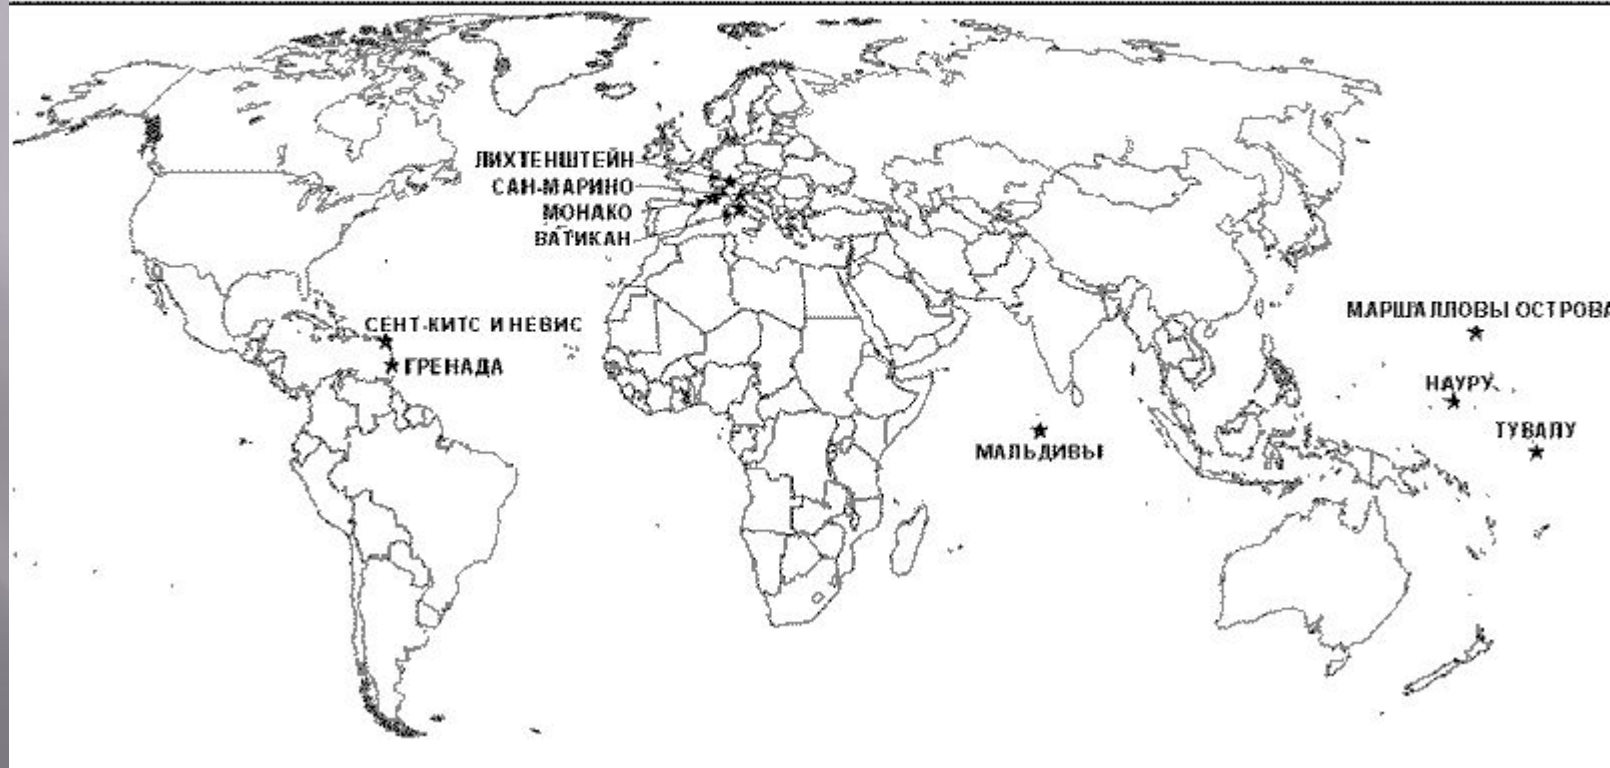 ЛИХТЕНШТЕЙН
САН-МАРИНО
МОНАКО
ВАТИКАН
СЕНТ-КИТС И НЕВИС
ГРЕНАДА
МАЛЬДИВЫ
МАРШАЛЛОВЫ ОСТРОВА
НАУРУ
ТУВАЛУ